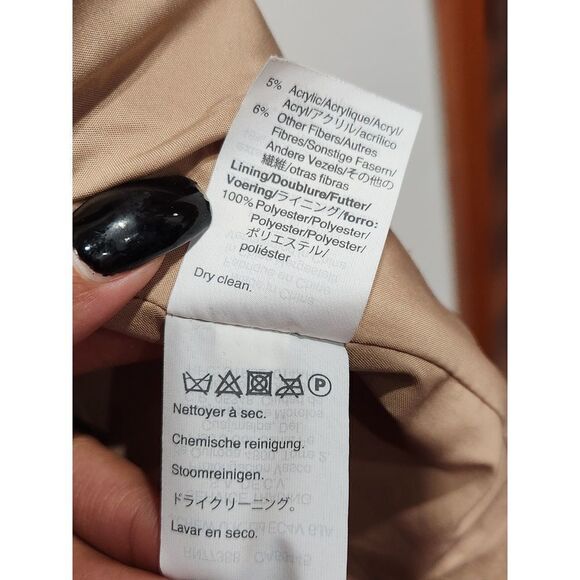 5% Acrylic/Acrylique/Acryl/
Acryl/アクリル/acrílico
6% Other Fibers/Autres
Fibres/Sonstige Fasern/
Andere Vezels/その他の
繊維/otras fibras
Lining/Doublure/Futter/
Voering/ライニング/forro:
100% Polyester/Polyester/
Polyester/Polyester/
ポリエステル/
poliéster
Dry clean.
P
Nettoyer à sec.
Chemische reinigung.
Stoomreinigen.
ドライクリーニング。
Lavar en seco.